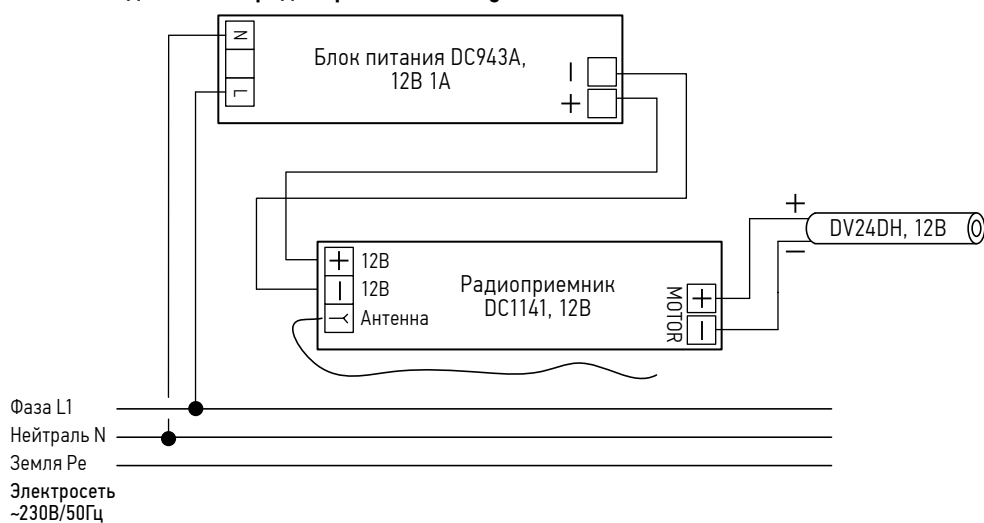 N
L
Блок питания DC943A,
12В 1А
–
+
+
DV24DH, 12В
–
+ 12В
– 12В
Антенна
Радиоприемник
DC1141, 12В
MOTOR
+
–
Фаза L1
Нейтраль N
Земля Pe
Электросеть
~230В/50Гц